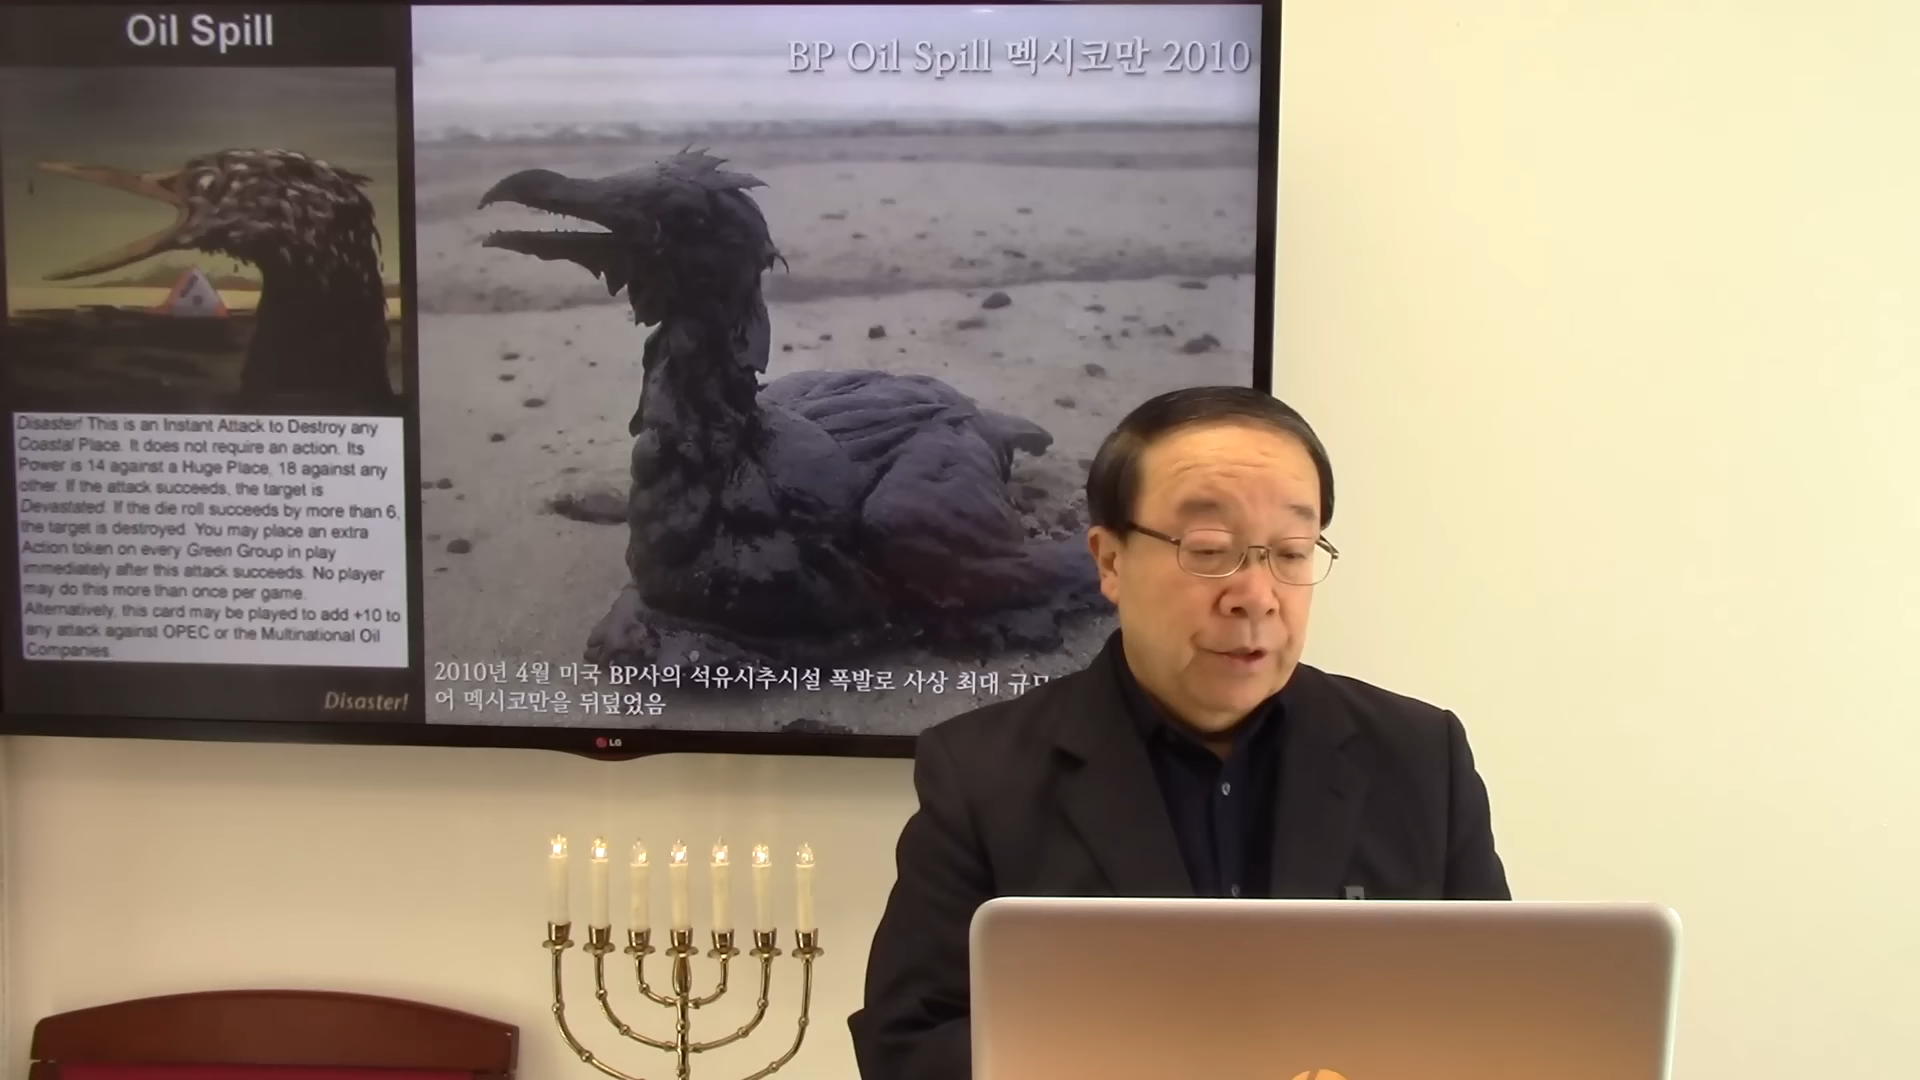 Oil Spill
Disaster! This is an Instant Attack to Destroy any
Coastal Place. It does not require an action. Its
Power is 14 against a Huge Place, 18 against any
other. If the attack succeeds, the target is
Devastated. If the die roll succeeds by more than 6,
the target is destroyed. You may place an extra
Action token on every Green Group in play
immediately after this attack succeeds. No player
may do this more than once per game.
Alternatively, this card may be played to add +10 to
any attack against OPEC or the Multinational Oil
Companies.
Disaster!
BP Oil Spill 멕시코만 2010
2010년 4월 미국 BP사의 석유시추시설 폭발로 사상 최대
어 멕시코만을 뒤덮었음
LG